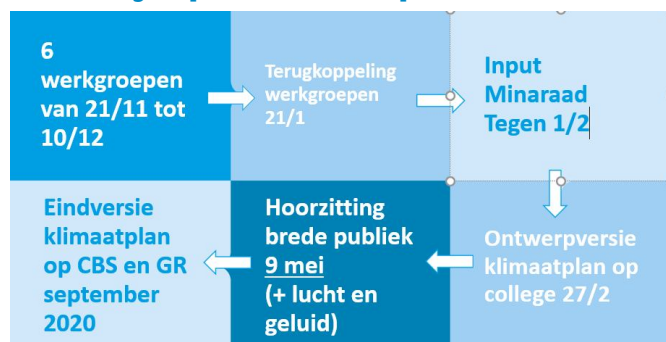 6
werkgroepen
van 21/11 tot
10/12
Terugkoppeling
werkgroepen
21/1
Input
Minaraad
Tegen 1/2
Ontwerpversie
klimaatplan op
college 27/2
Hoorzitting
brede publiek
9 mei
(+ lucht en
geluid)
Eindversie
klimaatplan
op CBS en GR
september
2020